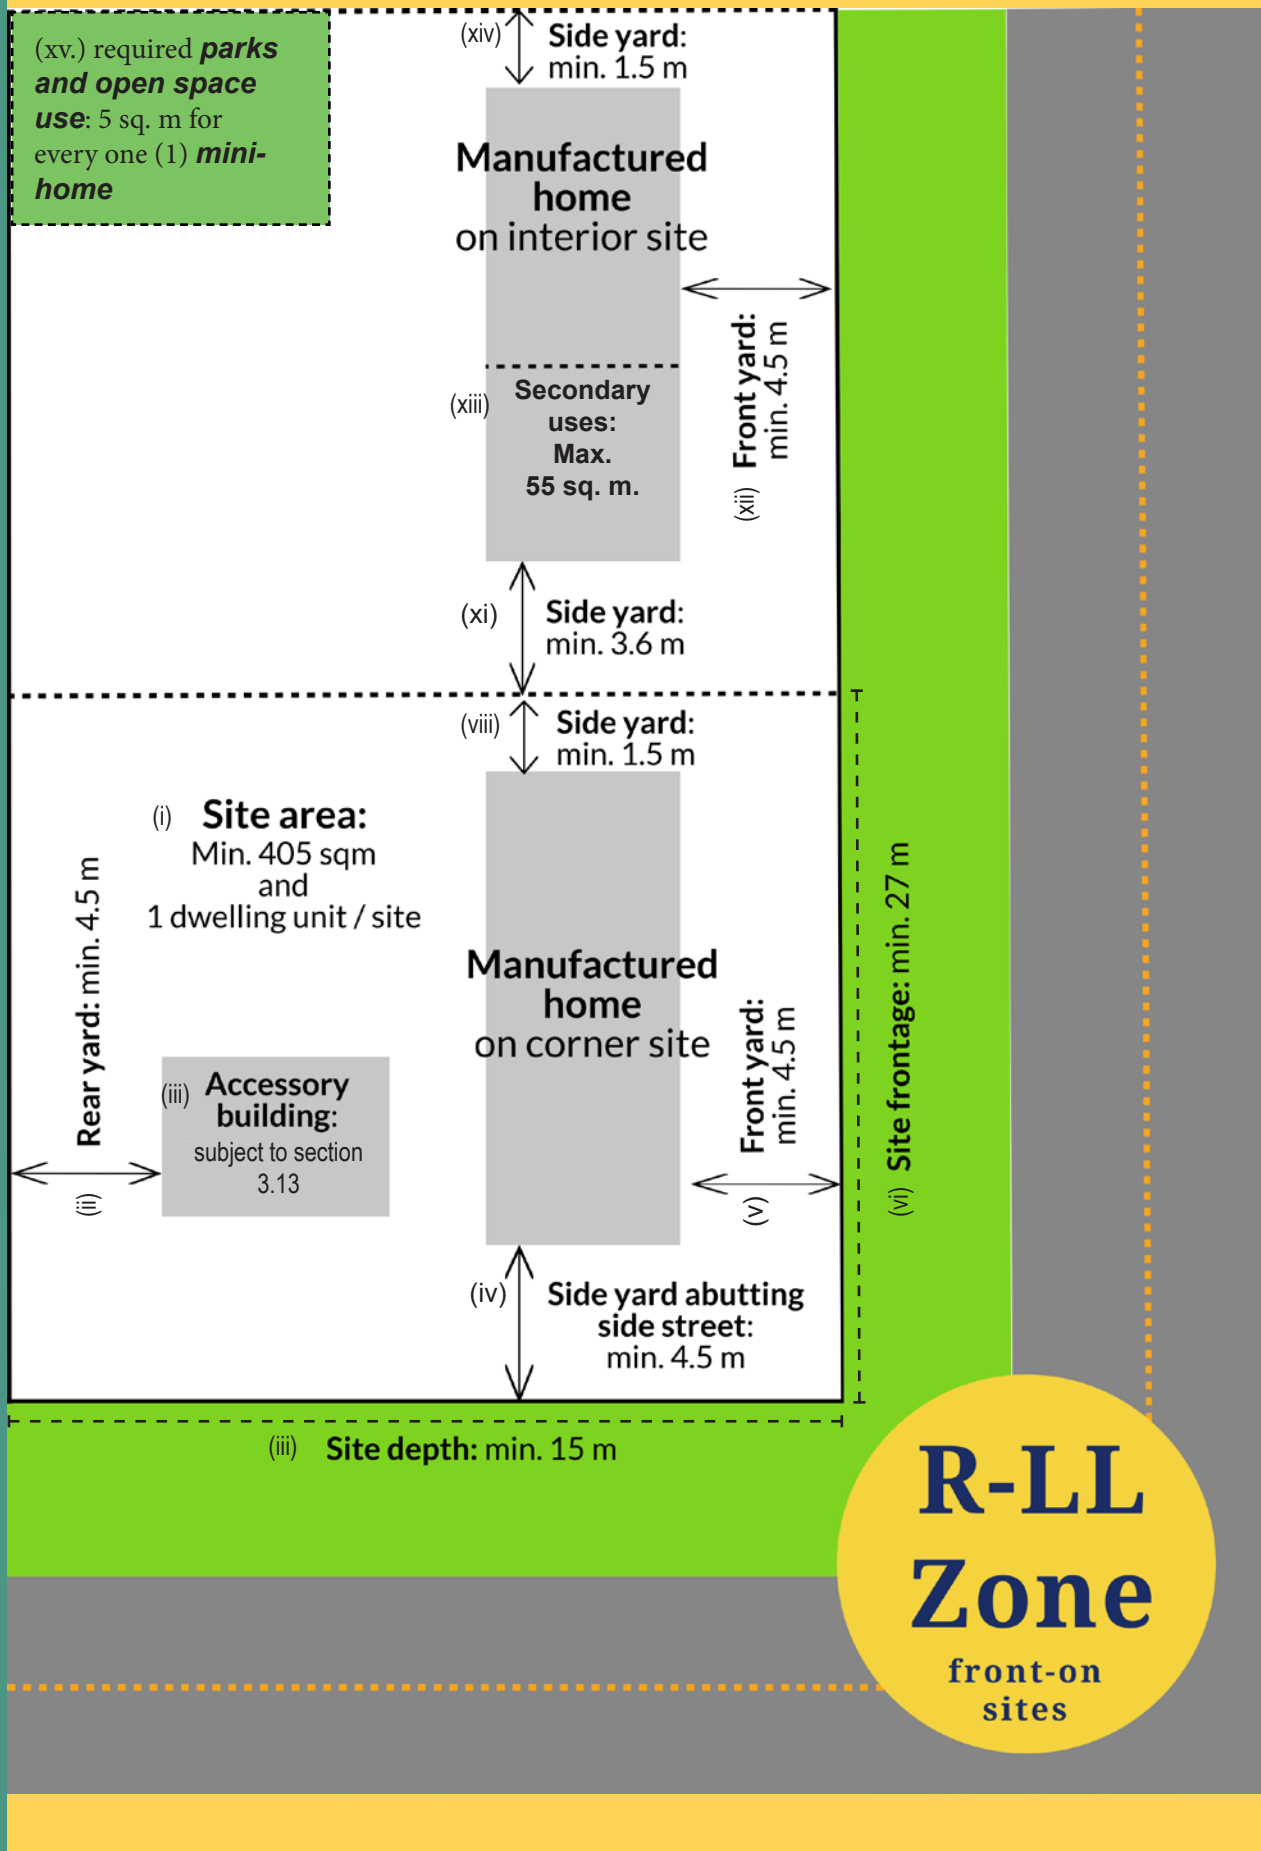 (xv.) required parks
and open space
use: 5 sq. m for
every one (1) mini-
home
(xiv)
Side yard:
min. 1.5 m
Manufactured
home
on interior site
Front yard:
min. 4.5 m
(xii)
(xiii)
Secondary
uses:
Max.
55 sq. m.
(xi)
Side yard:
min. 3.6 m
(viii)
Side yard:
min. 1.5 m
(i) Site area:
Min. 405 sqm
and
1 dwelling unit / site
Rear yard: min. 4.5 m
(ii)
(iii) Accessory
building:
subject to section
3.13
Manufactured
home
on corner site
Front yard:
min. 4.5 m
(v)
(vi) Site frontage: min. 27 m
(iv)
Side yard abutting
side street:
min. 4.5 m
(iii) Site depth: min. 15 m
R-LL
Zone
front-on
sites